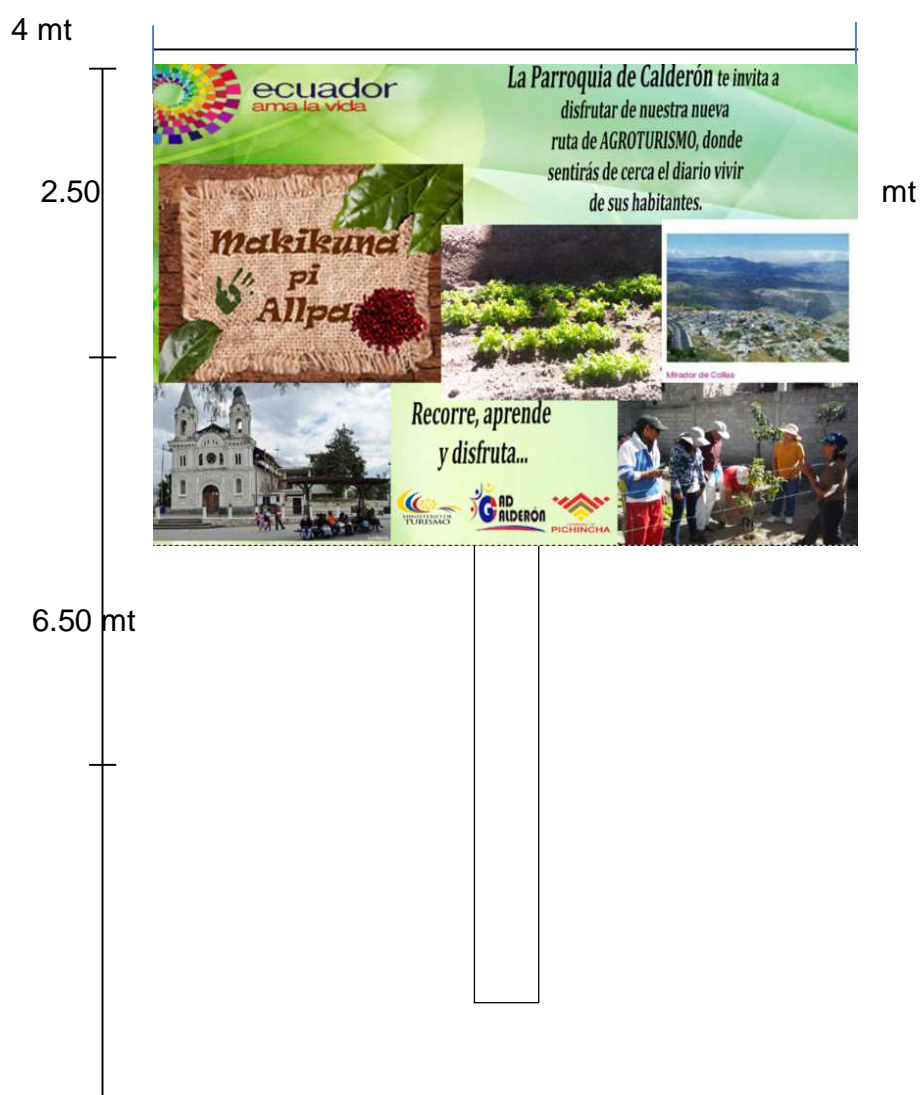 4 mt
ecuador
ama la vida
La Parroquia de Calderón te invita a
disfrutar de nuestra nueva
ruta de AGROTURISMO, donde
sentirás de cerca el diario vivir
de sus habitantes.
2.50
mt
Makikuna
pi
Allpa
Mirador de Collas
Recorre, aprende
y disfruta...
MINISTERIO DE
TURISMO
GAD
CALDERÓN
PICHINCHA
6.50 mt